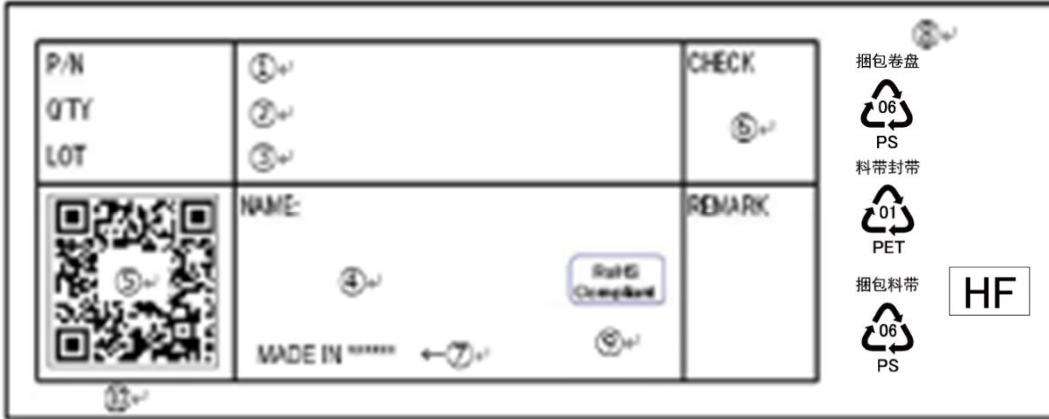 ⑧
P/N ① CHECK
Q'TY ② ⑥
LOT ③
⑤
NAME: REMARK
④
RoHS
Compliant
MADE IN ****** ←⑦ ⑨
捆包卷盘
06
PS
料带封带
01
PET
捆包料带
06
PS
HF